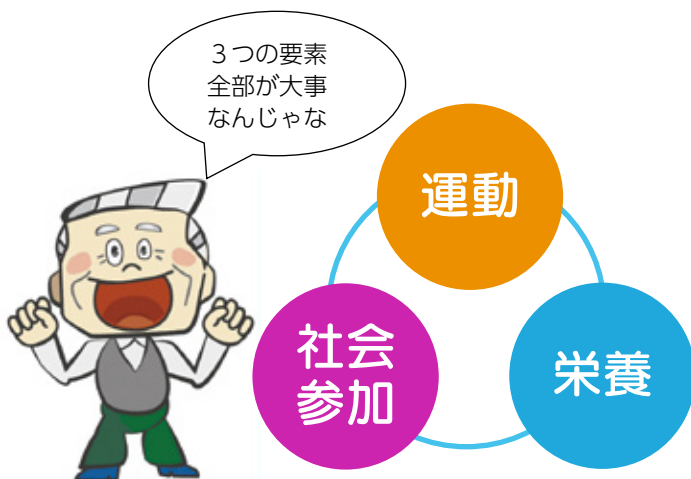 ３つの要素
全部が大事
なんじゃな
運動
社会
参加
栄養